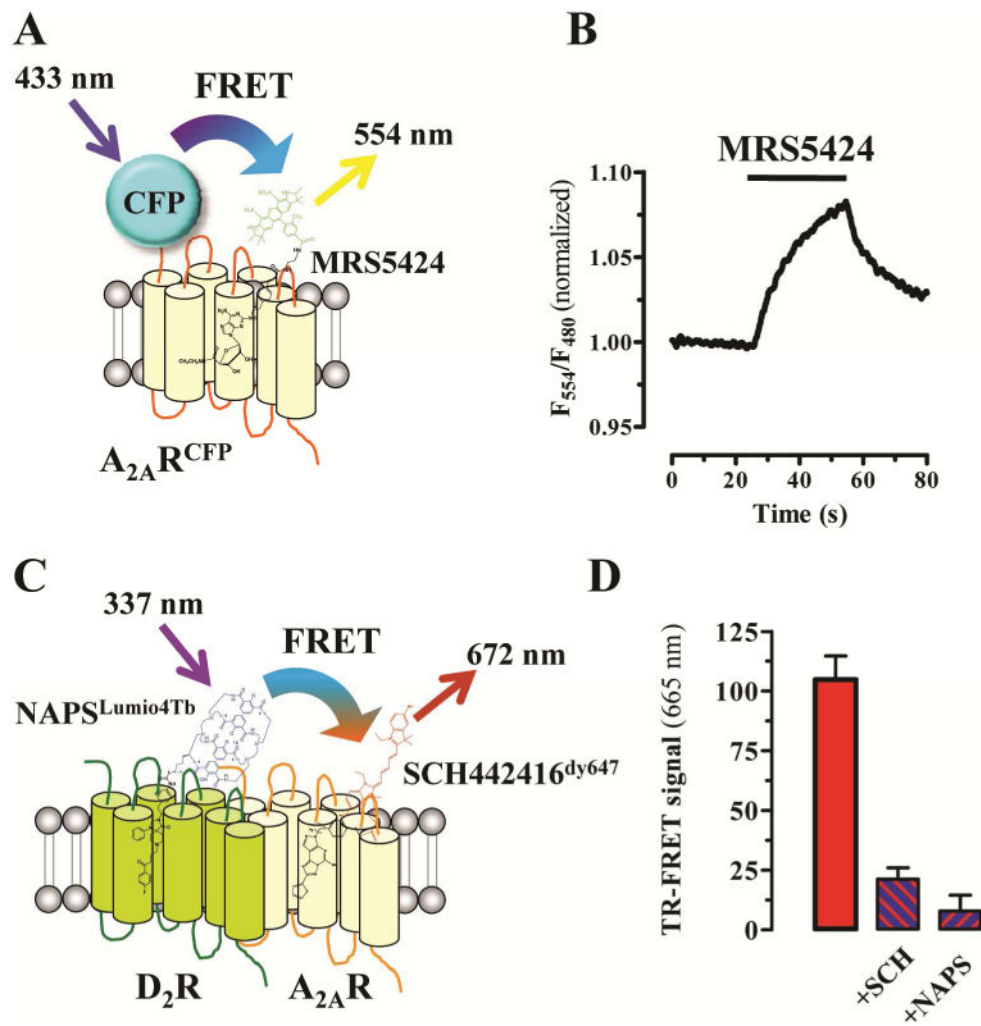 A
433 nm
FRET
554 nm
CFP
MRS5424
A2AR^CFP
B
MRS5424
F554/F480 (normalized)
1.10
1.05
1.00
0.95
0 20 40 60 80
Time (s)
C
337 nm
FRET
672 nm
NAPS^Lumio4Tb
SCH442416^dy647
D2R
A2AR
D
TR-FRET signal (665 nm)
125
100
75
50
25
0
+SCH
+NAPS